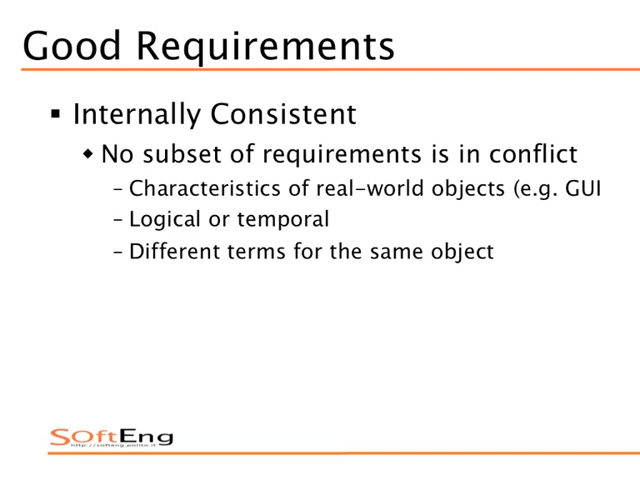 Good Requirements
▪ Internally Consistent
◆ No subset of requirements is in conflict
– Characteristics of real–world objects (e.g. GUI
– Logical or temporal
– Different terms for the same object
SOftEng
http://softeng.polito.it